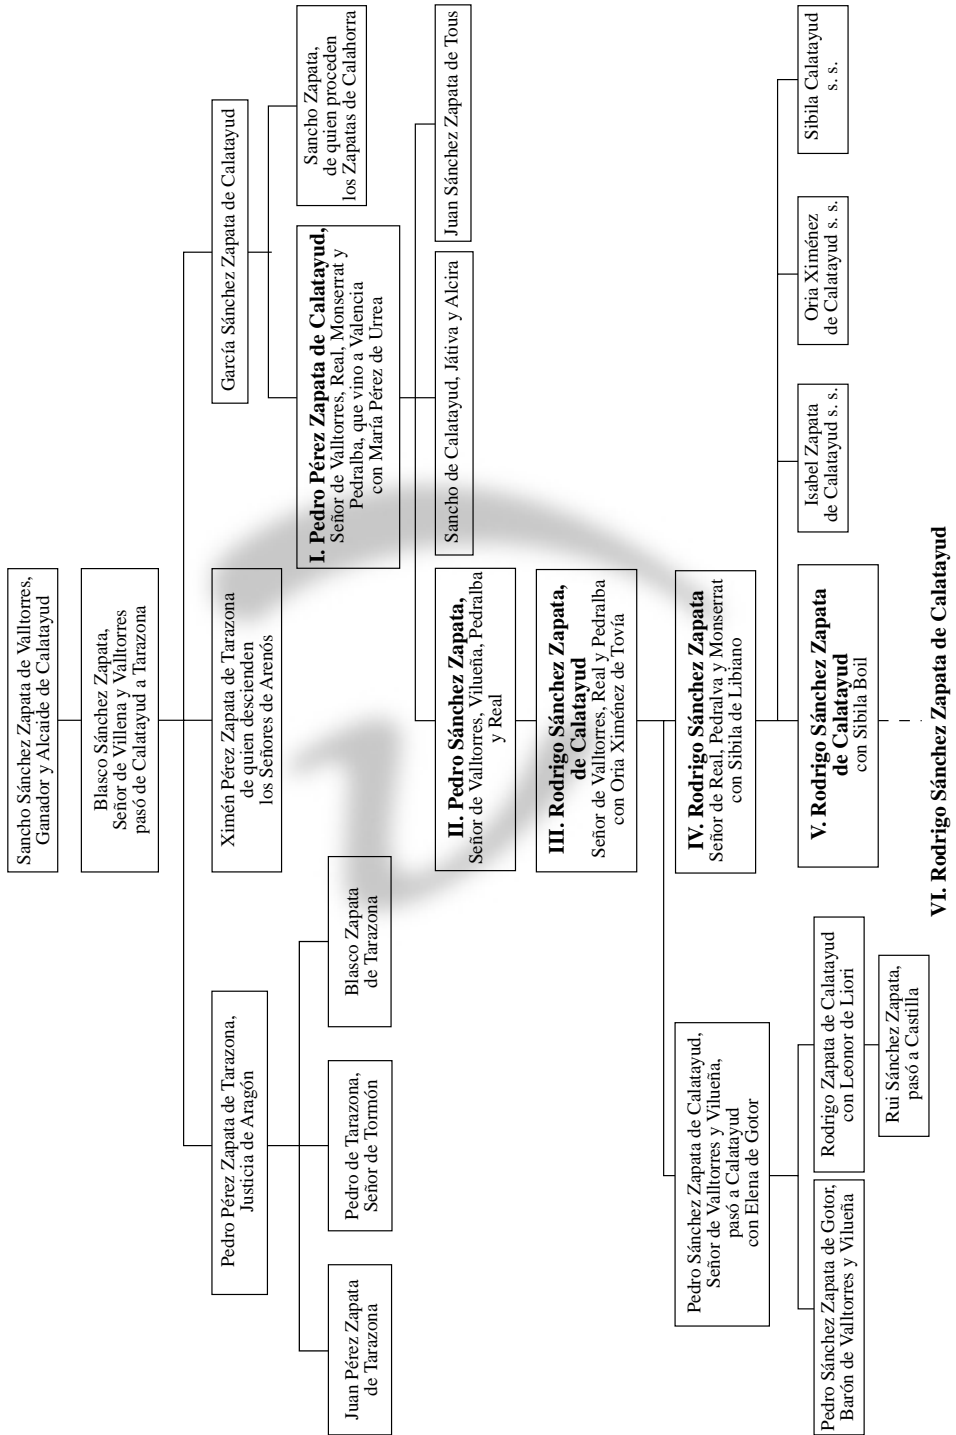 Sancho Sánchez Zapata de Valltorres,
Ganador y Alcaide de Calatayud
Blasco Sánchez Zapata,
Señor de Villena y Valltorres
pasó de Calatayud a Tarazona
Pedro Pérez Zapata de Tarazona,
Justicia de Aragón
Ximén Pérez Zapata de Tarazona
de quien descienden
los Señores de Arenós
García Sánchez Zapata de Calatayud
Juan Pérez Zapata
de Tarazona
Pedro de Tarazona,
Señor de Tormón
Blasco Zapata
de Tarazona
I. Pedro Pérez Zapata de Calatayud,
Señor de Valltorres, Real, Monserrat y
Pedralba, que vino a Valencia
con María Pérez de Urrea
Sancho Zapata,
de quien proceden
los Zapatas de Calahorra
II. Pedro Sánchez Zapata,
Señor de Valltorres, Vilueña, Pedralba
y Real
Sancho de Calatayud, Játiva y Alcira
Juan Sánchez Zapata de Tous
III. Rodrigo Sánchez Zapata,
de Calatayud
Señor de Valltorres, Real y Pedralba
con Oria Ximénez de Tovía
Pedro Sánchez Zapata de Calatayud,
Señor de Valltorres y Vilueña,
pasó a Calatayud
con Elena de Gotor
IV. Rodrigo Sánchez Zapata
Señor de Real, Pedralva y Monserrat
con Sibila de Libiano
Pedro Sánchez Zapata de Gotor,
Barón de Valltorres y Vilueña
Rodrigo Zapata de Calatayud
con Leonor de Liori
V. Rodrigo Sánchez Zapata
de Calatayud
con Sibila Boil
Isabel Zapata
de Calatayud s. s.
Oria Ximénez
de Calatayud s. s.
Sibila Calatayud
s. s.
Rui Sánchez Zapata,
pasó a Castilla
VI. Rodrigo Sánchez Zapata de Calatayud